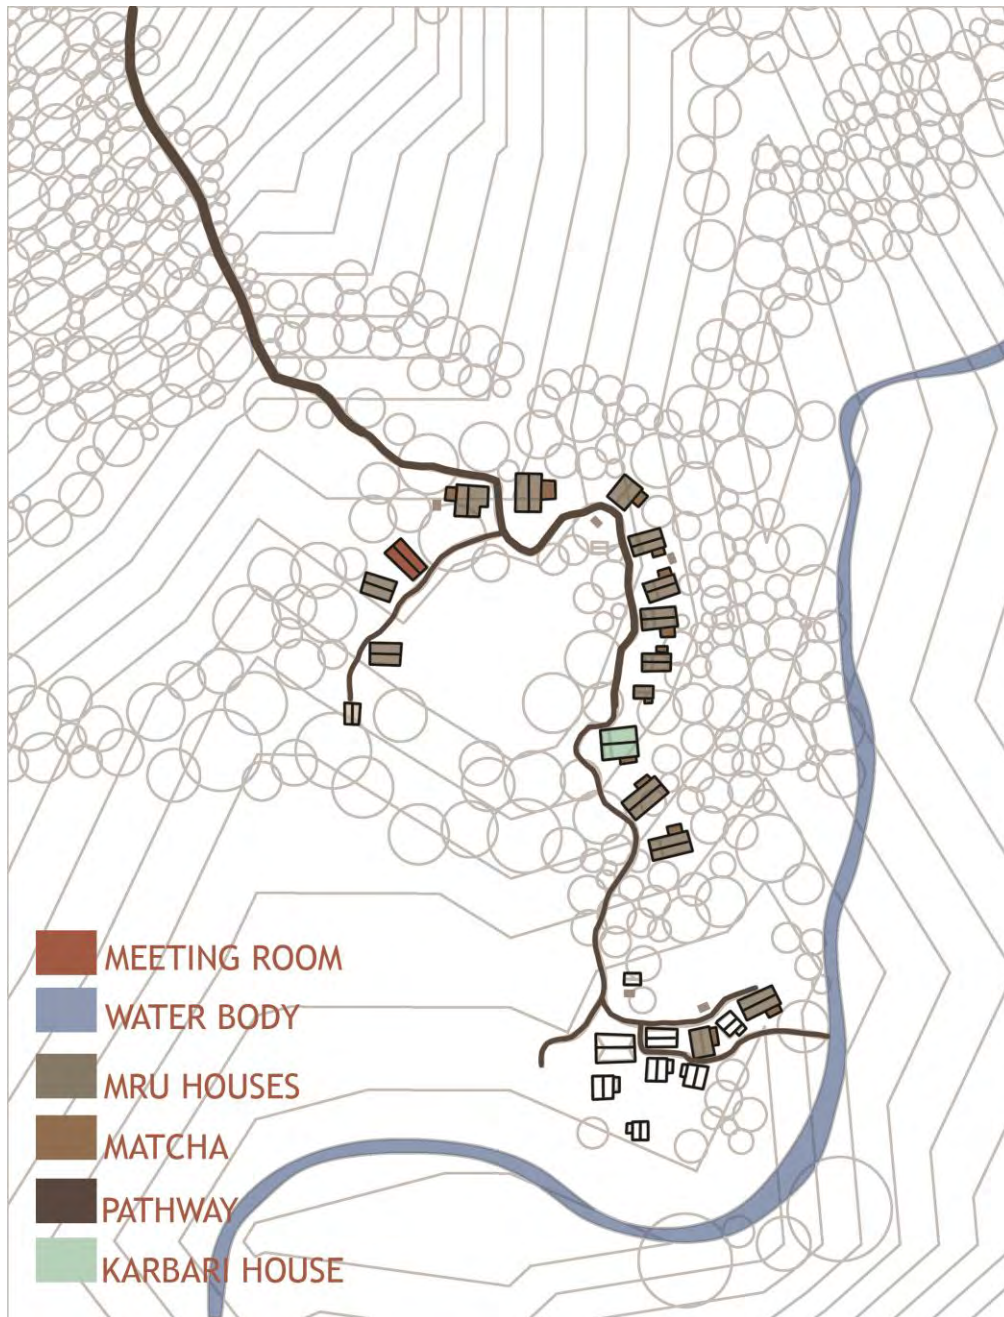 MEETING ROOM
WATER BODY
MRU HOUSES
MATCHA
PATHWAY
KARBARI HOUSE